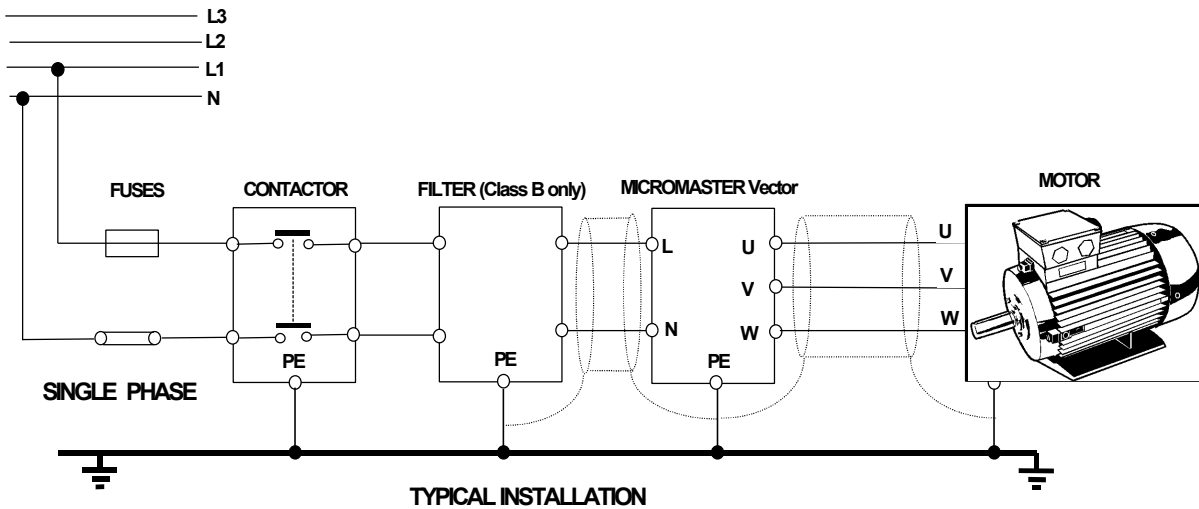 L3
L2
L1
N
FUSES
CONTACTOR
FILTER (Class B only)
MICROMASTER Vector
MOTOR
L
U
U
V
V
N
W
W
PE
PE
PE
SINGLE PHASE
TYPICAL INSTALLATION